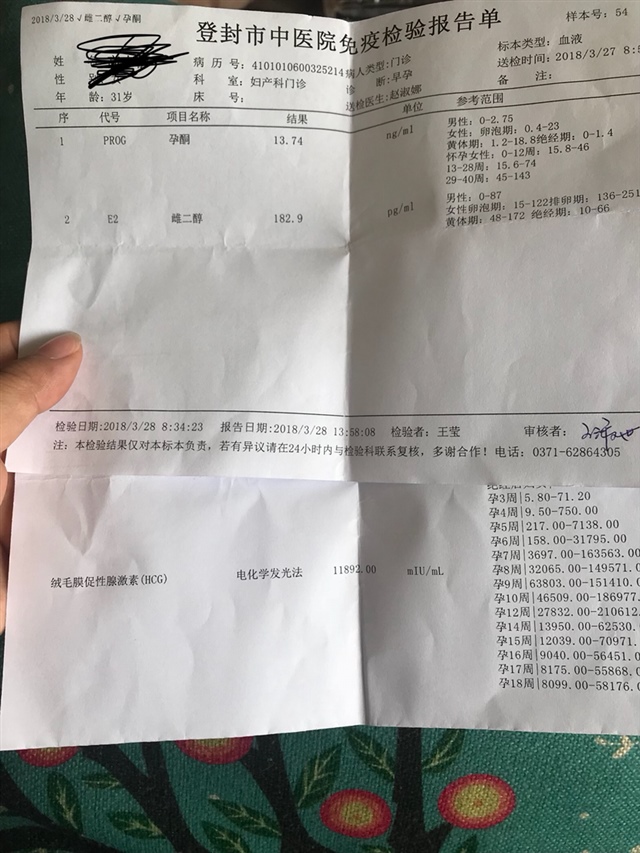 2018/3/28√雌二醇√孕酮
登封市中医院免疫检验报告单
样本号: 54
姓 病 历 号: 4101010600325214 病人类型: 门诊 标本类型: 血液
性 科 室: 妇产科门诊 诊 断: 早孕 送检时间: 2018/3/27 8:5
年 龄: 31岁 床 号: 送检医生: 赵淑娜 备 注:
序 代号 项目名称 结果 单位 参考范围
1 PROG 孕酮 13.74 ng/ml 男性: 0-2.75
女性: 卵泡期: 0.4-23
黄体期: 1.2-18.8绝经期: 0-1.4
怀孕女性: 0-12周: 15.8-46
13-28周: 15.6-74
29-40周: 45-143
2 E2 雌二醇 182.9 pg/ml 男性: 0-87
女性卵泡期: 15-122排卵期: 136-251
黄体期: 48-172 绝经期: 10-66
检验日期:2018/3/28 8:34:23 报告日期:2018/3/28 13:58:08 检验者: 王莹 审核者:
注: 本检验结果仅对本标本负责, 若有异议请在24小时内与检验科联系复核, 多谢合作! 电话: 0371-62864305
孕3周|5.80-71.20
孕4周|9.50-750.00
孕5周|217.00-7138.00
孕6周|158.00-31795.00
孕7周|3697.00-163563.00
绒毛膜促性腺激素(HCG) 电化学发光法 11892.00 mIU/mL 孕8周|32065.00-149571.0
孕9周|63803.00-151410.
孕10周|46509.00-186977.
孕12周|27832.00-210612.
孕14周|13950.00-62530.
孕15周|12039.00-70971.
孕16周|9040.00-56451.0
孕17周|8175.00-55868.
孕18周|8099.00-58176.